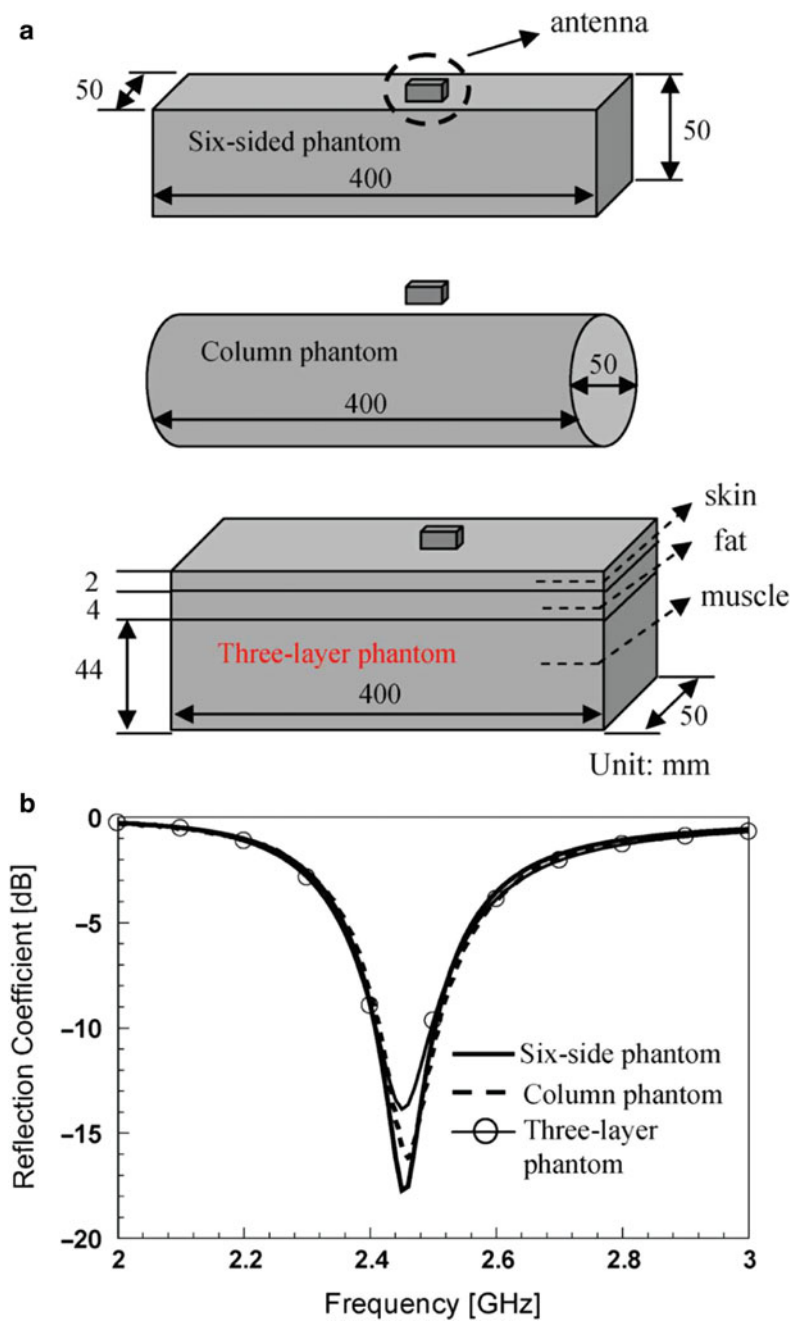 a
antenna
50
50
Six-sided phantom
400
Column phantom
50
400
skin
fat
2
4
muscle
Three-layer phantom
44
400
50
Unit: mm
b
0
−5
−10
−15
−20
Reflection Coefficient [dB]
Six-side phantom
Column phantom
Three-layer
phantom
2
2.2
2.4
2.6
2.8
3
Frequency [GHz]